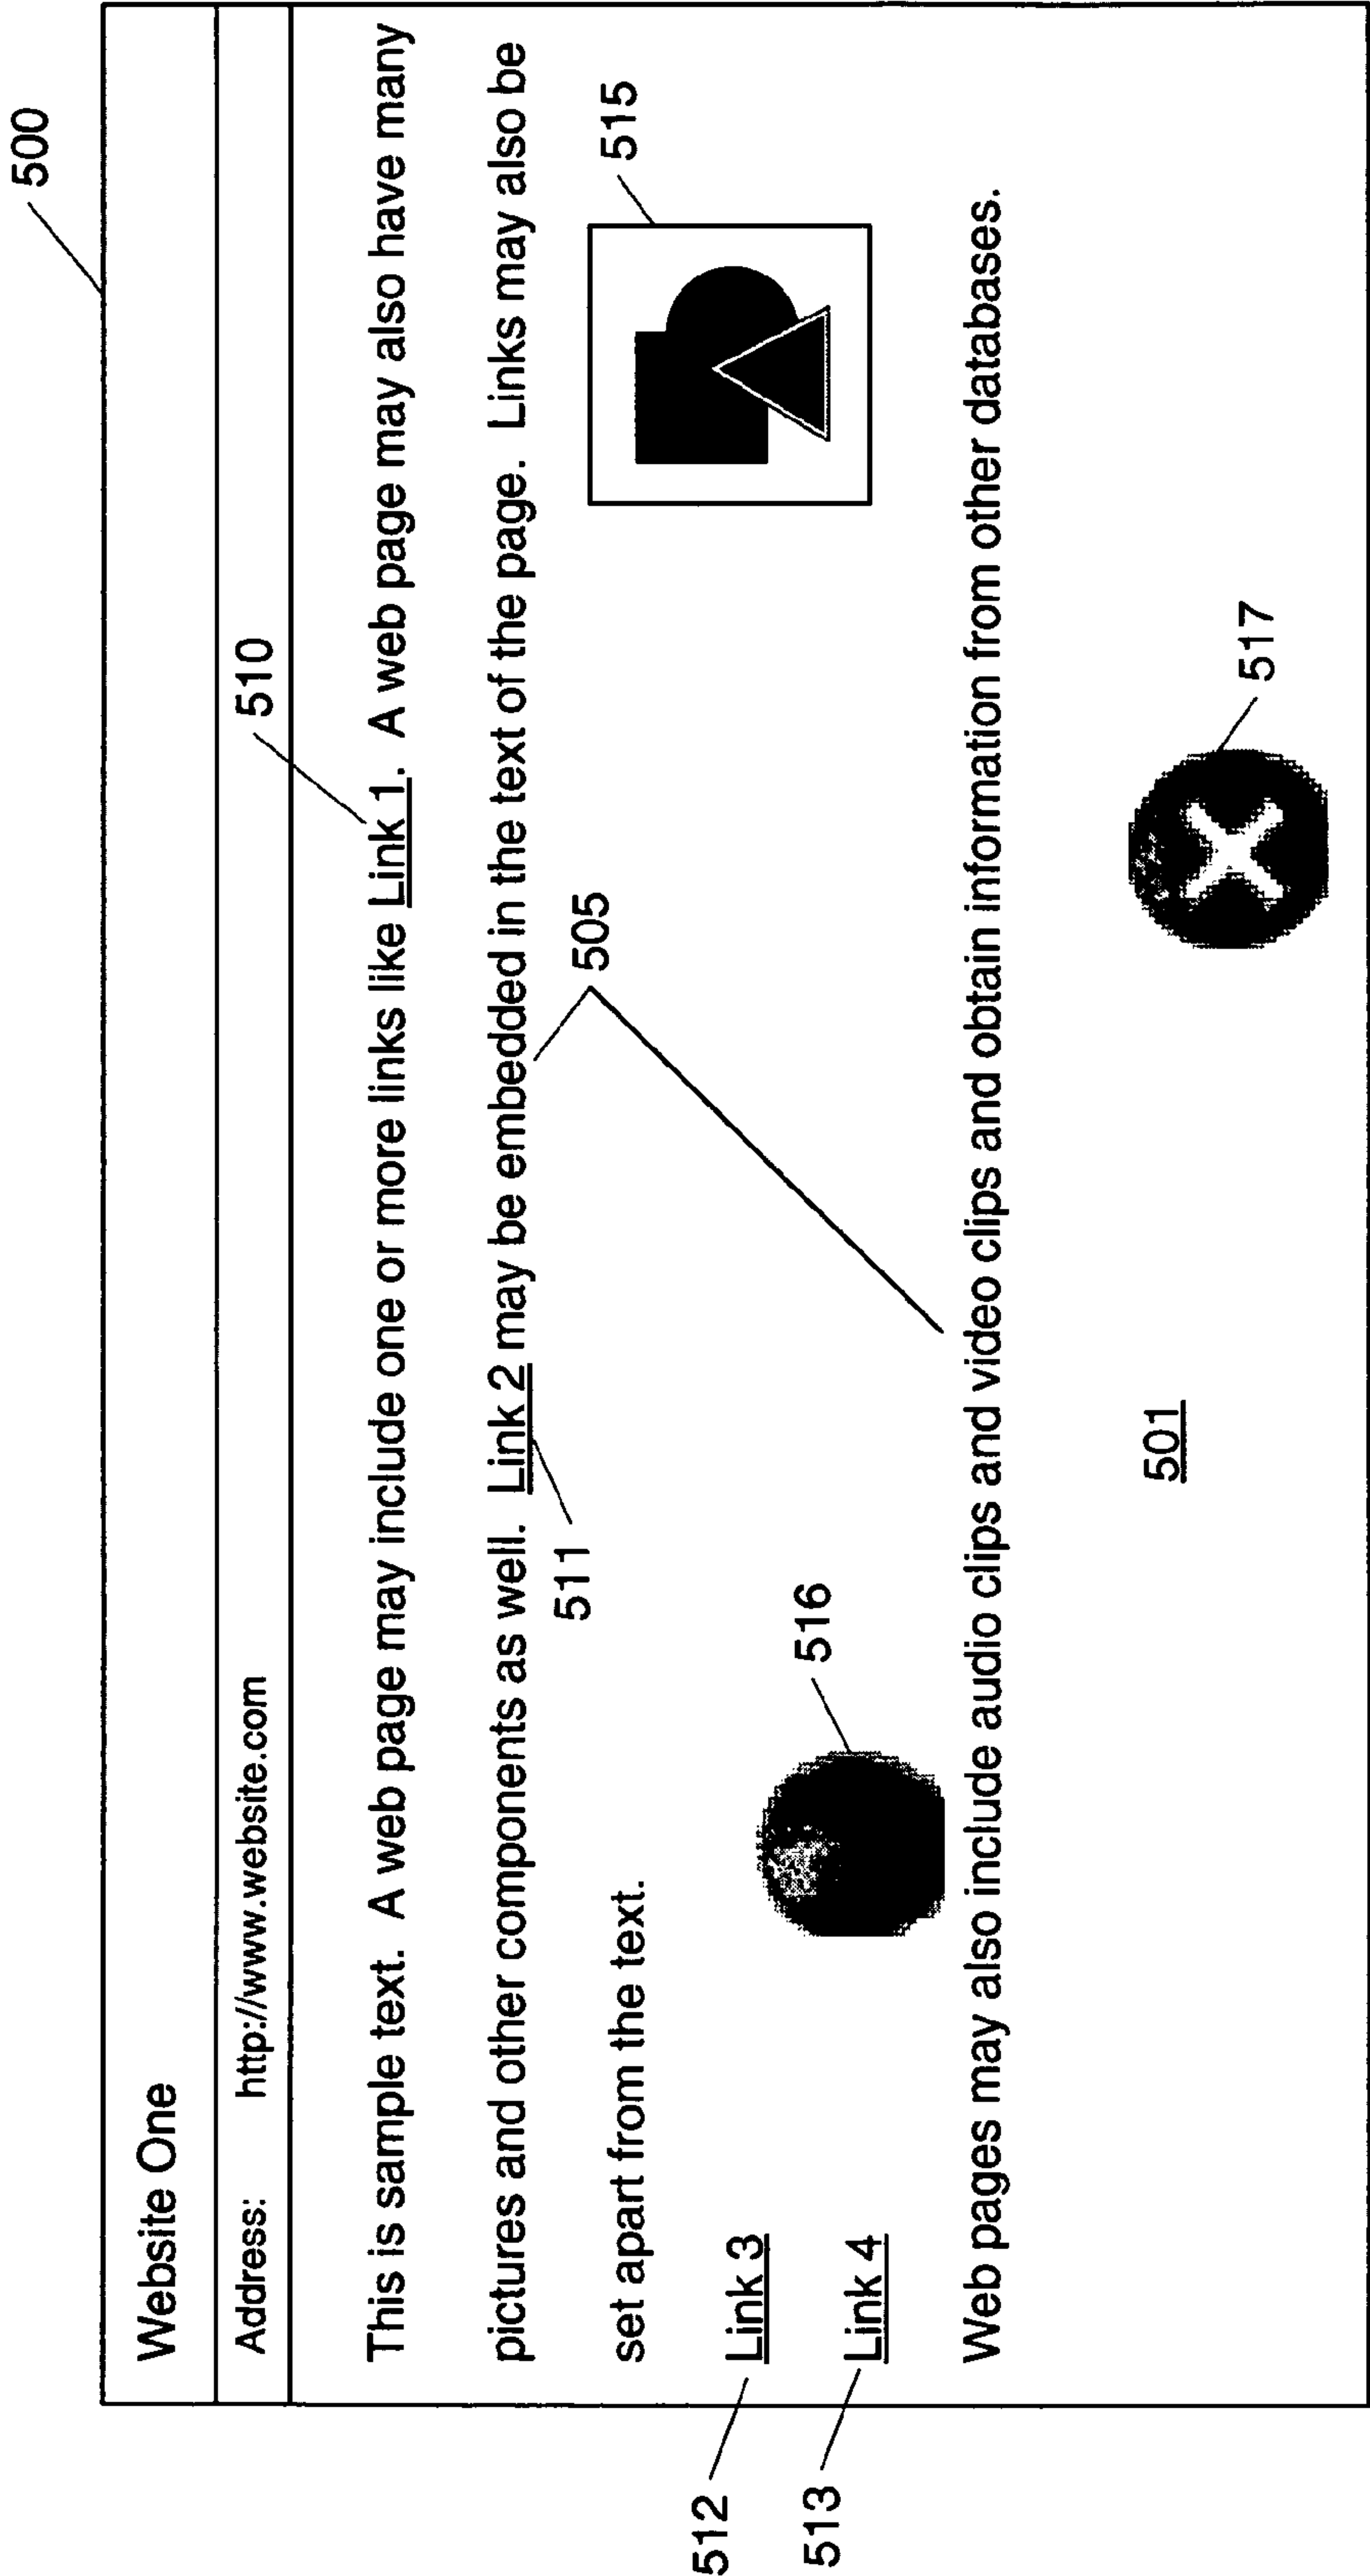 500
Website One
Address: http://www.website.com
510
This is sample text. A web page may include one or more links like Link 1. A web page may also have many
pictures and other components as well. Link 2 may be embedded in the text of the page. Links may also be
511
505
515
set apart from the text.
512
Link 3
516
513
Link 4
Web pages may also include audio clips and video clips and obtain information from other databases.
501
517